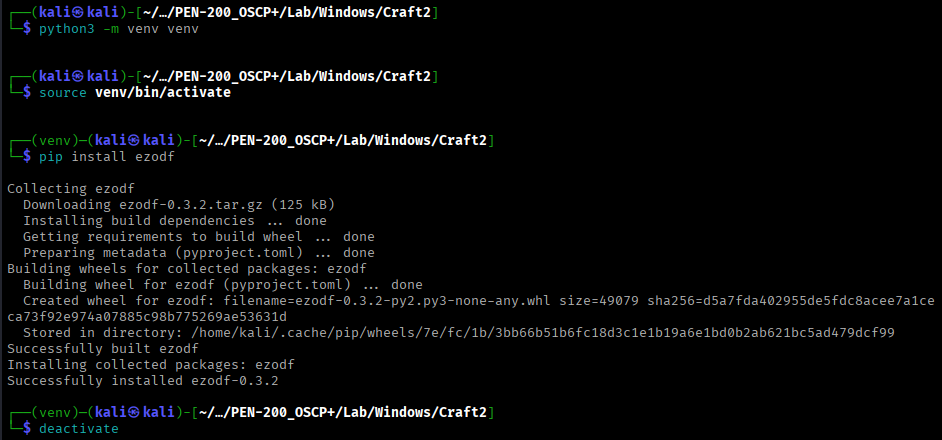 ┌──(kali㉿kali)-[~/…/PEN-200_OSCP+/Lab/Windows/Craft2]
└─$ python3 -m venv venv
┌──(kali㉿kali)-[~/…/PEN-200_OSCP+/Lab/Windows/Craft2]
└─$ source venv/bin/activate
┌──(venv)─(kali㉿kali)-[~/…/PEN-200_OSCP+/Lab/Windows/Craft2]
└─$ pip install ezodf
Collecting ezodf
  Downloading ezodf-0.3.2.tar.gz (125 kB)
  Installing build dependencies ... done
  Getting requirements to build wheel ... done
  Preparing metadata (pyproject.toml) ... done
Building wheels for collected packages: ezodf
  Building wheel for ezodf (pyproject.toml) ... done
  Created wheel for ezodf: filename=ezodf-0.3.2-py2.py3-none-any.whl size=49079 sha256=d5a7fda402955de5fdc8acee7a1ce
ca73f92e974a07885c98b775269ae53631d
  Stored in directory: /home/kali/.cache/pip/wheels/7e/fc/1b/3bb66b51b6fc18d3c1e1b19a6e1bd0b2ab621bc5ad479dcf99
Successfully built ezodf
Installing collected packages: ezodf
Successfully installed ezodf-0.3.2
┌──(venv)─(kali㉿kali)-[~/…/PEN-200_OSCP+/Lab/Windows/Craft2]
└─$ deactivate